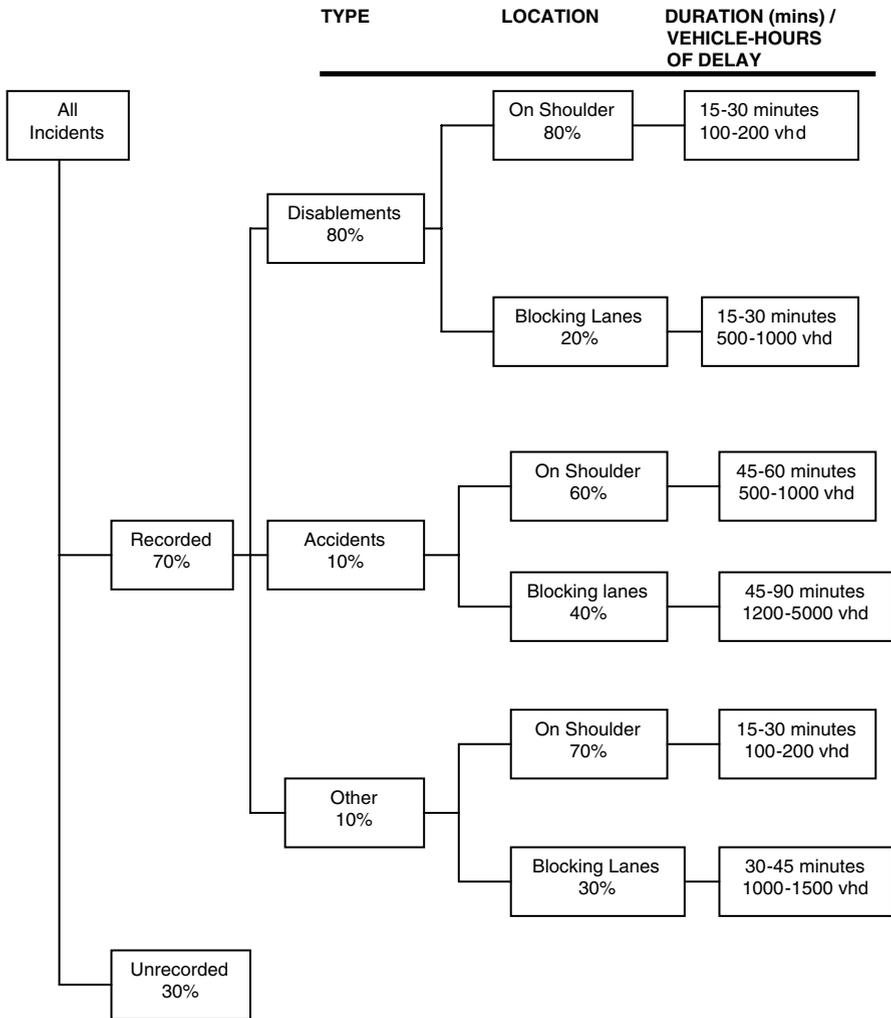 TYPE
LOCATION
DURATION (mins) /
VEHICLE-HOURS
OF DELAY
All
Incidents
On Shoulder
80%
15-30 minutes
100-200 vhd
Disablements
80%
Blocking Lanes
20%
15-30 minutes
500-1000 vhd
On Shoulder
60%
45-60 minutes
500-1000 vhd
Recorded
70%
Accidents
10%
Blocking lanes
40%
45-90 minutes
1200-5000 vhd
On Shoulder
70%
15-30 minutes
100-200 vhd
Other
10%
Blocking Lanes
30%
30-45 minutes
1000-1500 vhd
Unrecorded
30%